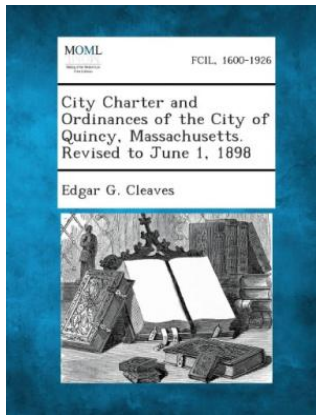 MOML
FCIL, 1600-1926
City Charter and
Ordinances of the City of
Quincy, Massachusetts.
Revised to June 1, 1898
Edgar G. Cleaves